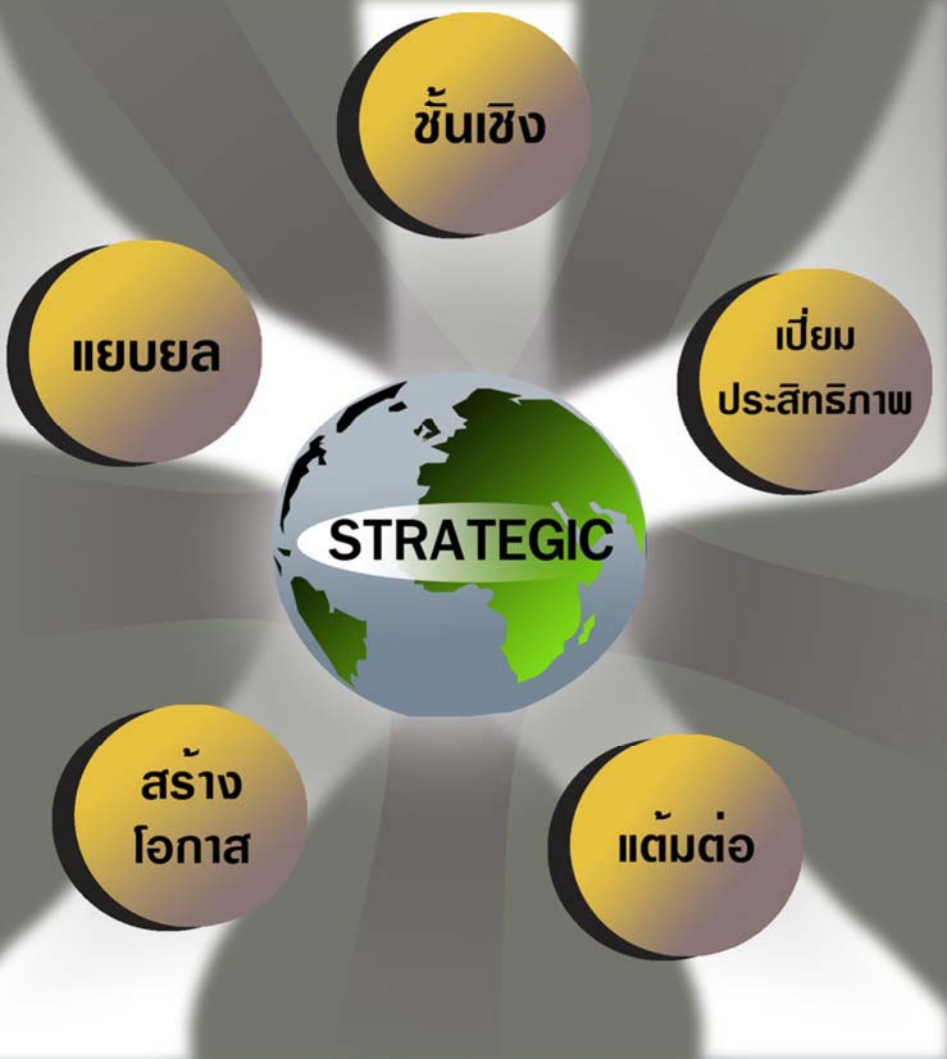 ชั้นเชิง
แยบยล
เปี่ยม
ประสิทธิภาพ
STRATEGIC
สร้าง
โอกาส
แต้มต่อ